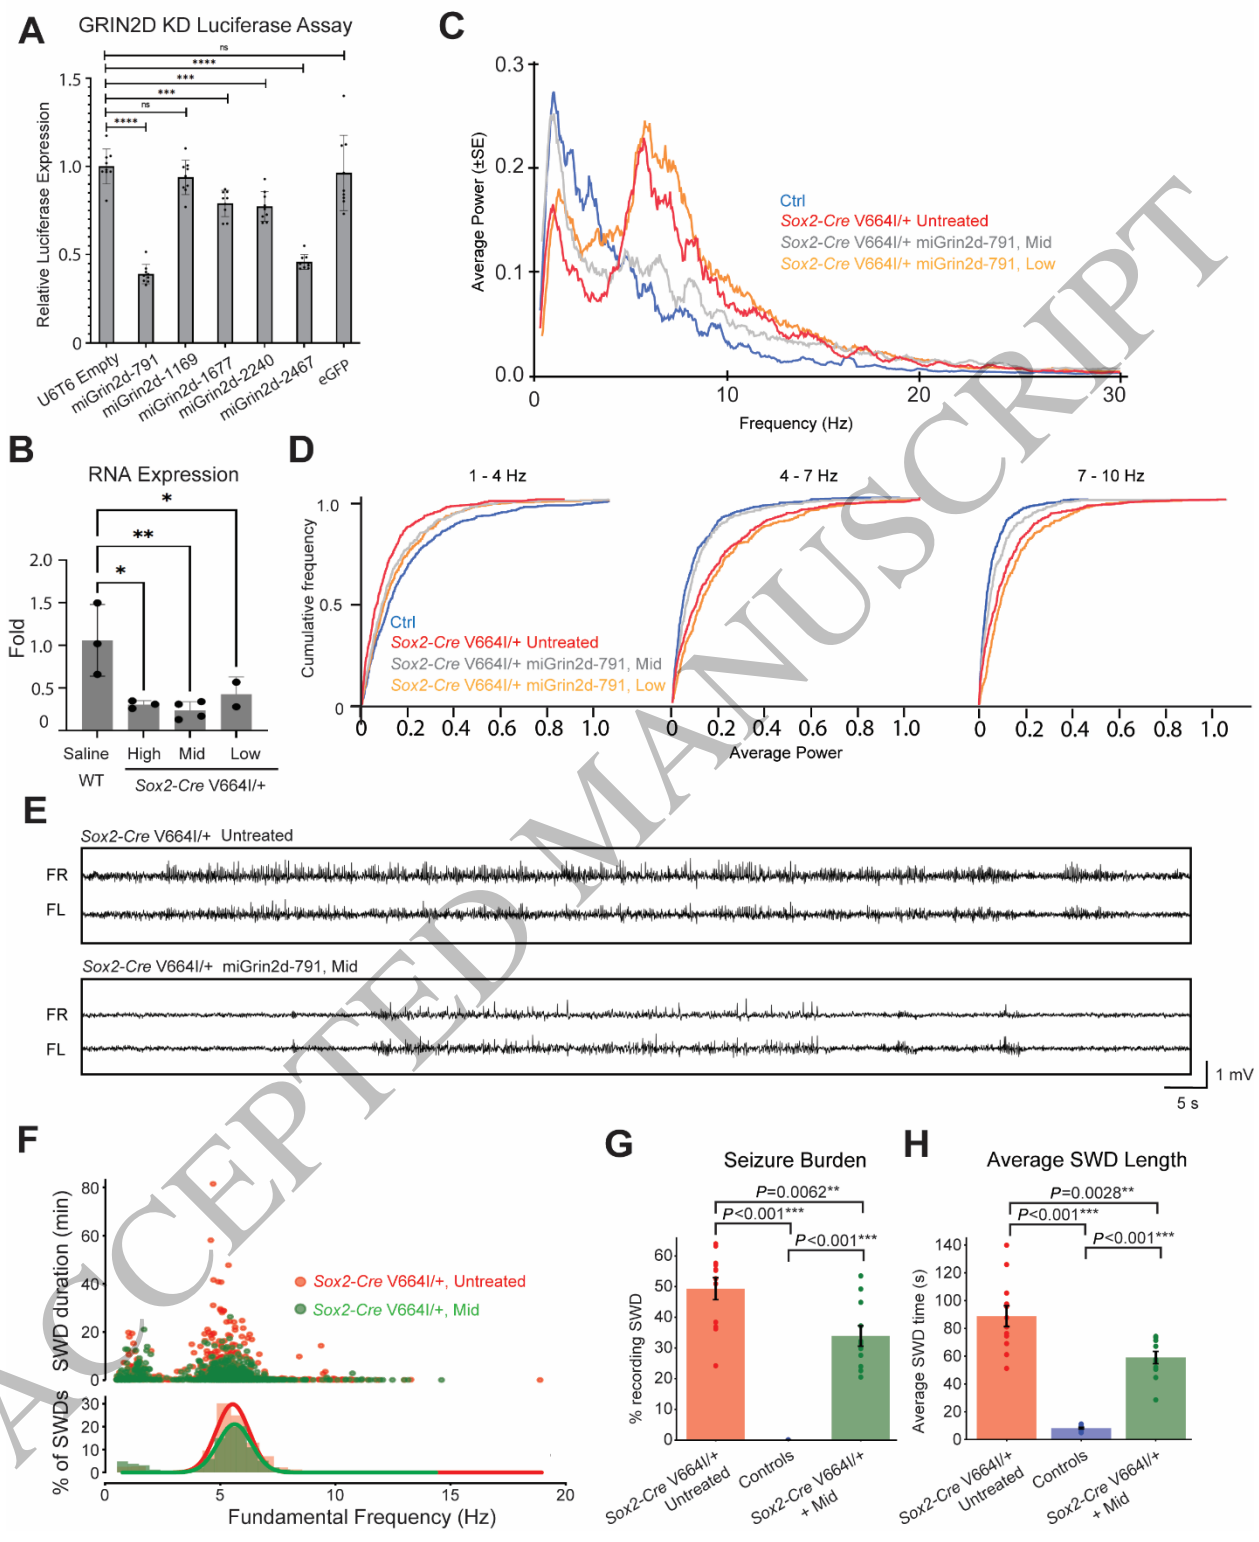 A
GRIN2D KD Luciferase Assay
ns
****
***
***
ns
****
Relative Luciferase Expression
1.5
1.0
0.5
0
U6T6 Empty
miGrin2d-791
miGrin2d-1169
miGrin2d-1677
miGrin2d-2240
miGrin2d-2467
eGFP
B
RNA Expression
*
**
*
Fold
2.0
1.5
1.0
0.5
0
Saline
High
Mid
Low
WT
Sox2-Cre V664I/+
C
Average Power (±SE)
0.3
0.2
0.1
0.0
0
10
20
30
Frequency (Hz)
Ctrl
Sox2-Cre V664I/+ Untreated
Sox2-Cre V664I/+ miGrin2d-791, Mid
Sox2-Cre V664I/+ miGrin2d-791, Low
D
1 - 4 Hz
4 - 7 Hz
7 - 10 Hz
Cumulative frequency
1.0
0.5
0
Ctrl
Sox2-Cre V664I/+ Untreated
Sox2-Cre V664I/+ miGrin2d-791, Mid
Sox2-Cre V664I/+ miGrin2d-791, Low
0 0.2 0.4 0.6 0.8 1.0
0 0.2 0.4 0.6 0.8 1.0
0 0.2 0.4 0.6 0.8 1.0
Average Power
E
Sox2-Cre V664I/+ Untreated
FR
FL
Sox2-Cre V664I/+ miGrin2d-791, Mid
FR
FL
1 mV
5 s
F
SWD duration (min)
80
60
40
20
0
Sox2-Cre V664I/+, Untreated
Sox2-Cre V664I/+, Mid
% of SWDs
30
20
10
0
0 5 10 15 20
Fundamental Frequency (Hz)
G
Seizure Burden
P=0.0062**
P<0.001***
P<0.001***
% recording SWD
60
50
40
30
20
10
0
Sox2-Cre V664I/+
Untreated
Controls
Sox2-Cre V664I/+
+ Mid
H
Average SWD Length
P=0.0028**
P<0.001***
P<0.001***
Average SWD time (s)
140
120
100
80
60
40
20
0
Sox2-Cre V664I/+
Untreated
Controls
Sox2-Cre V664I/+
+ Mid
ACCEPTED MANUSCRIPT